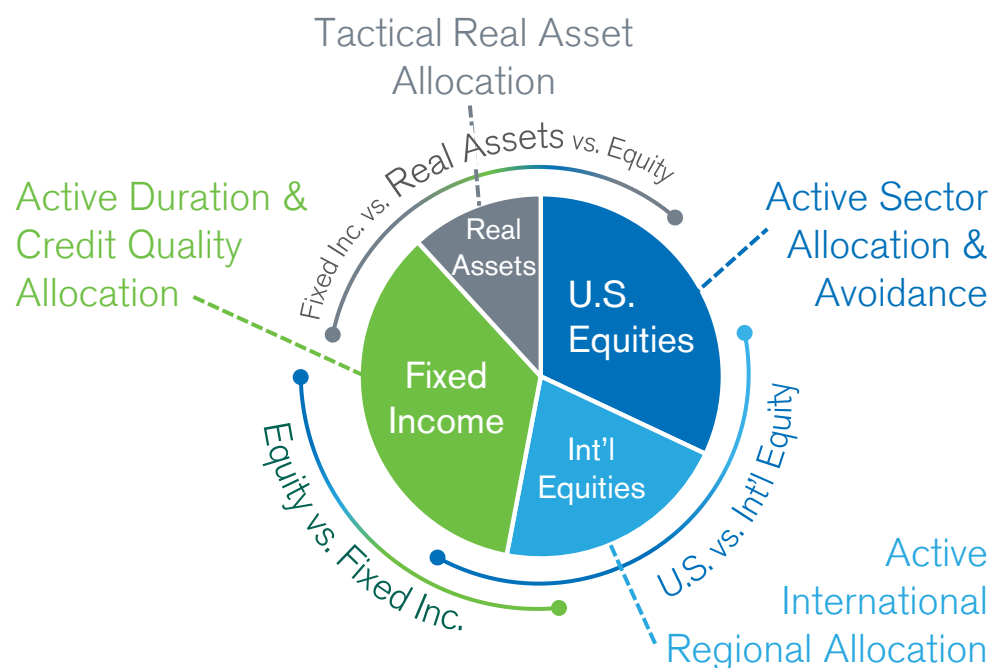 Tactical Real Asset
Allocation
Fixed Inc. vs. Real Assets vs. Equity
Active Duration &
Credit Quality
Allocation
Active Sector
Allocation &
Avoidance
Real
Assets
U.S.
Equities
Fixed
Income
Int'l
Equities
Equity vs. Fixed Inc.
U.S. vs. Int'l Equity
Active
International
Regional Allocation